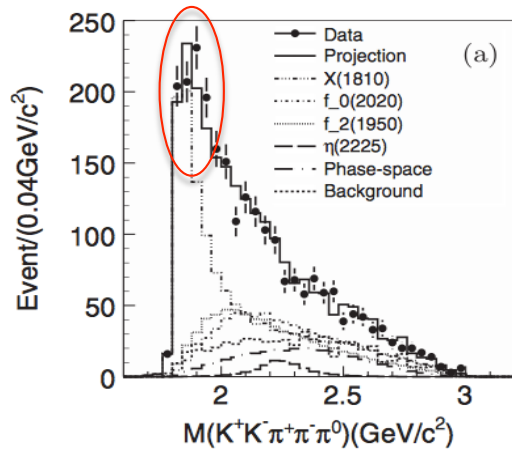 250
200
150
100
50
0
Event/(0.04GeV/c²)
(a)
Data
Projection
X(1810)
f_0(2020)
f_2(1950)
η(2225)
Phase-space
Background
2 2.5 3
M(K⁺K⁻π⁺π⁻π⁰)(GeV/c²)